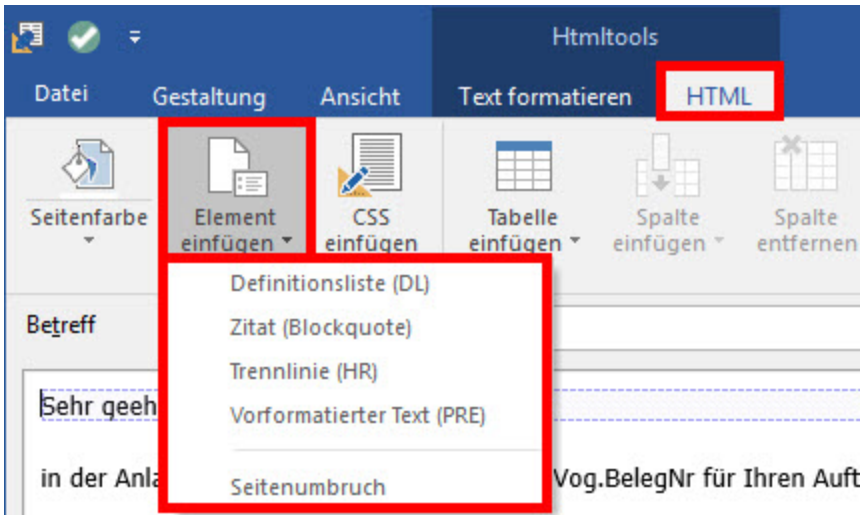 Htmltools
Datei Gestaltung Ansicht Text formatieren HTML
Seitenfarbe Element einfügen CSS einfügen Tabelle einfügen Spalte einfügen Spalte entfernen
Definitionsliste (DL)
Betreff Zitat (Blockquote)
Trennlinie (HR)
Sehr geeh
Vorformatierter Text (PRE)
in der Anla Vog.BelegNr für Ihren Auft
Seitenumbruch